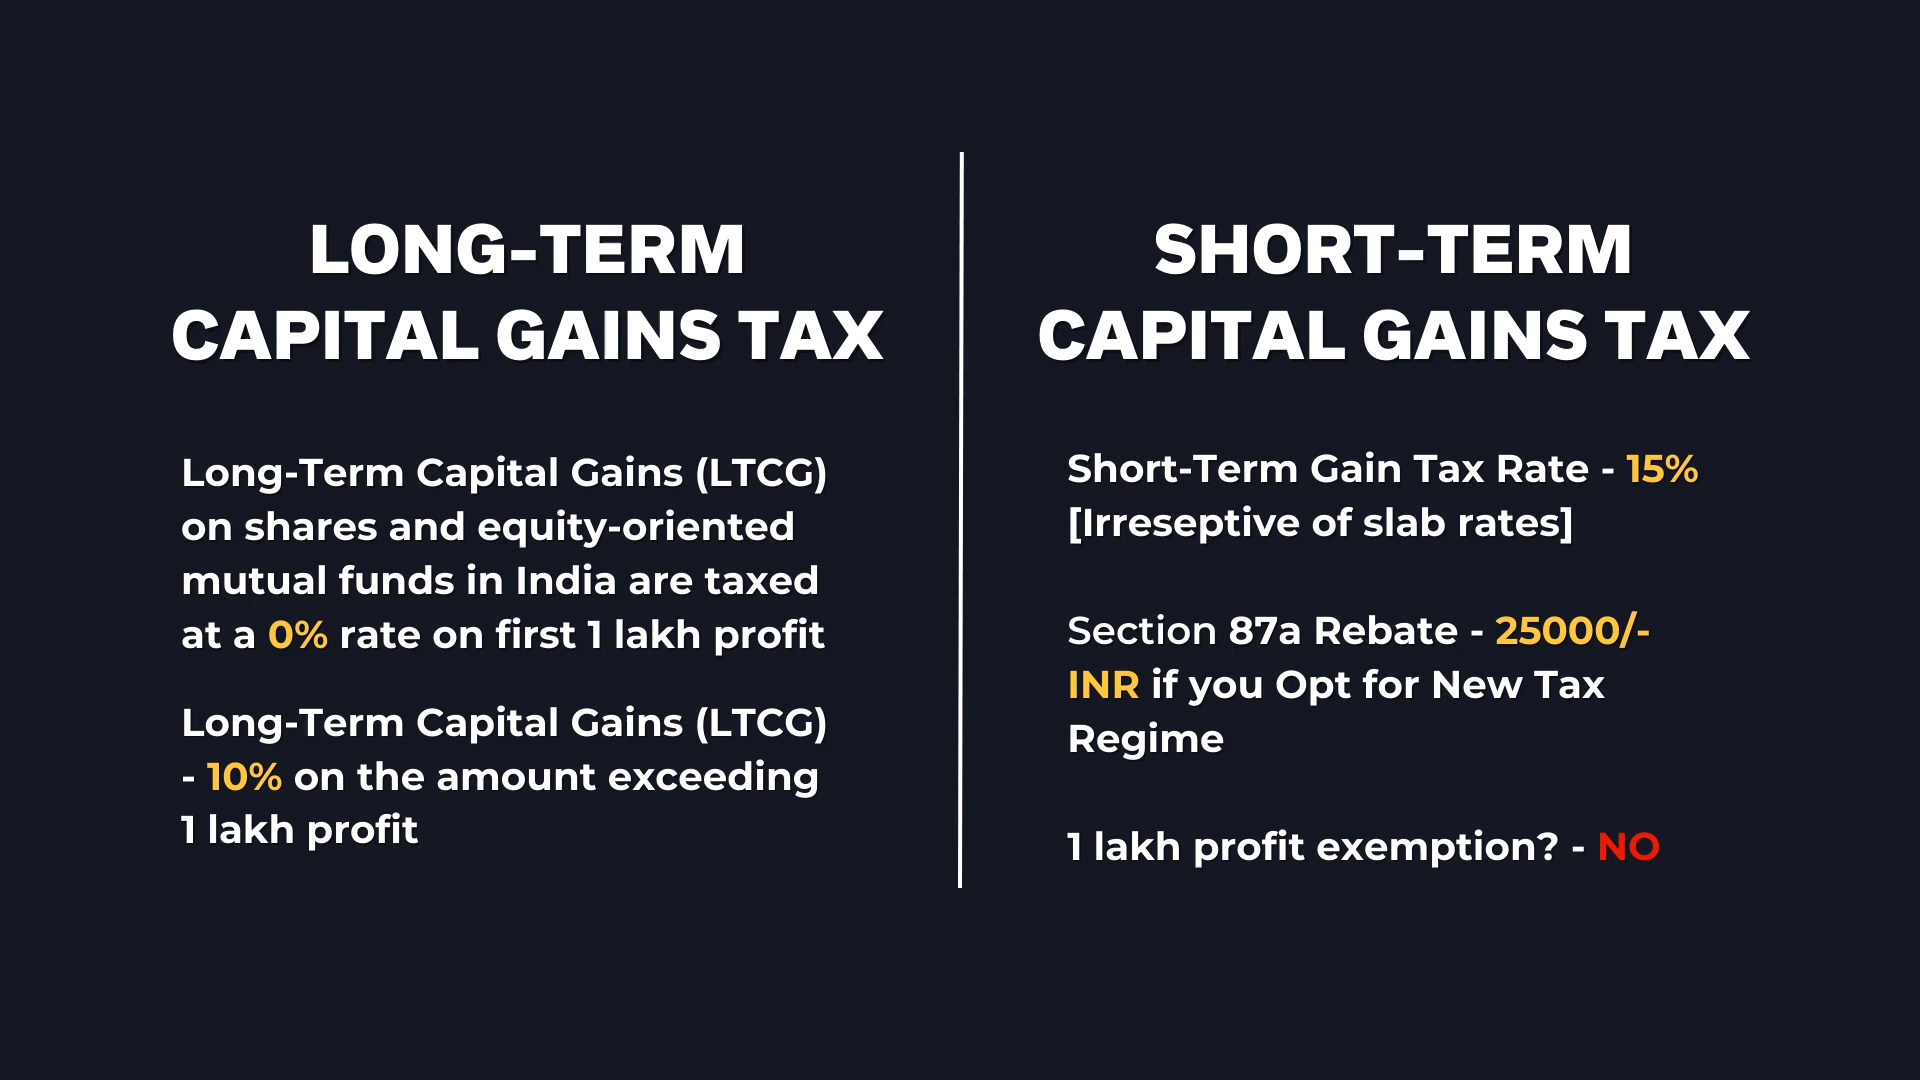 LONG-TERM
CAPITAL GAINS TAX
Long-Term Capital Gains (LTCG)
on shares and equity-oriented
mutual funds in India are taxed
at a 0% rate on first 1 lakh profit
Long-Term Capital Gains (LTCG)
- 10% on the amount exceeding
1 lakh profit
SHORT-TERM
CAPITAL GAINS TAX
Short-Term Gain Tax Rate - 15%
[Irreseptive of slab rates]
Section 87a Rebate - 25000/-
INR if you Opt for New Tax
Regime
1 lakh profit exemption? - NO